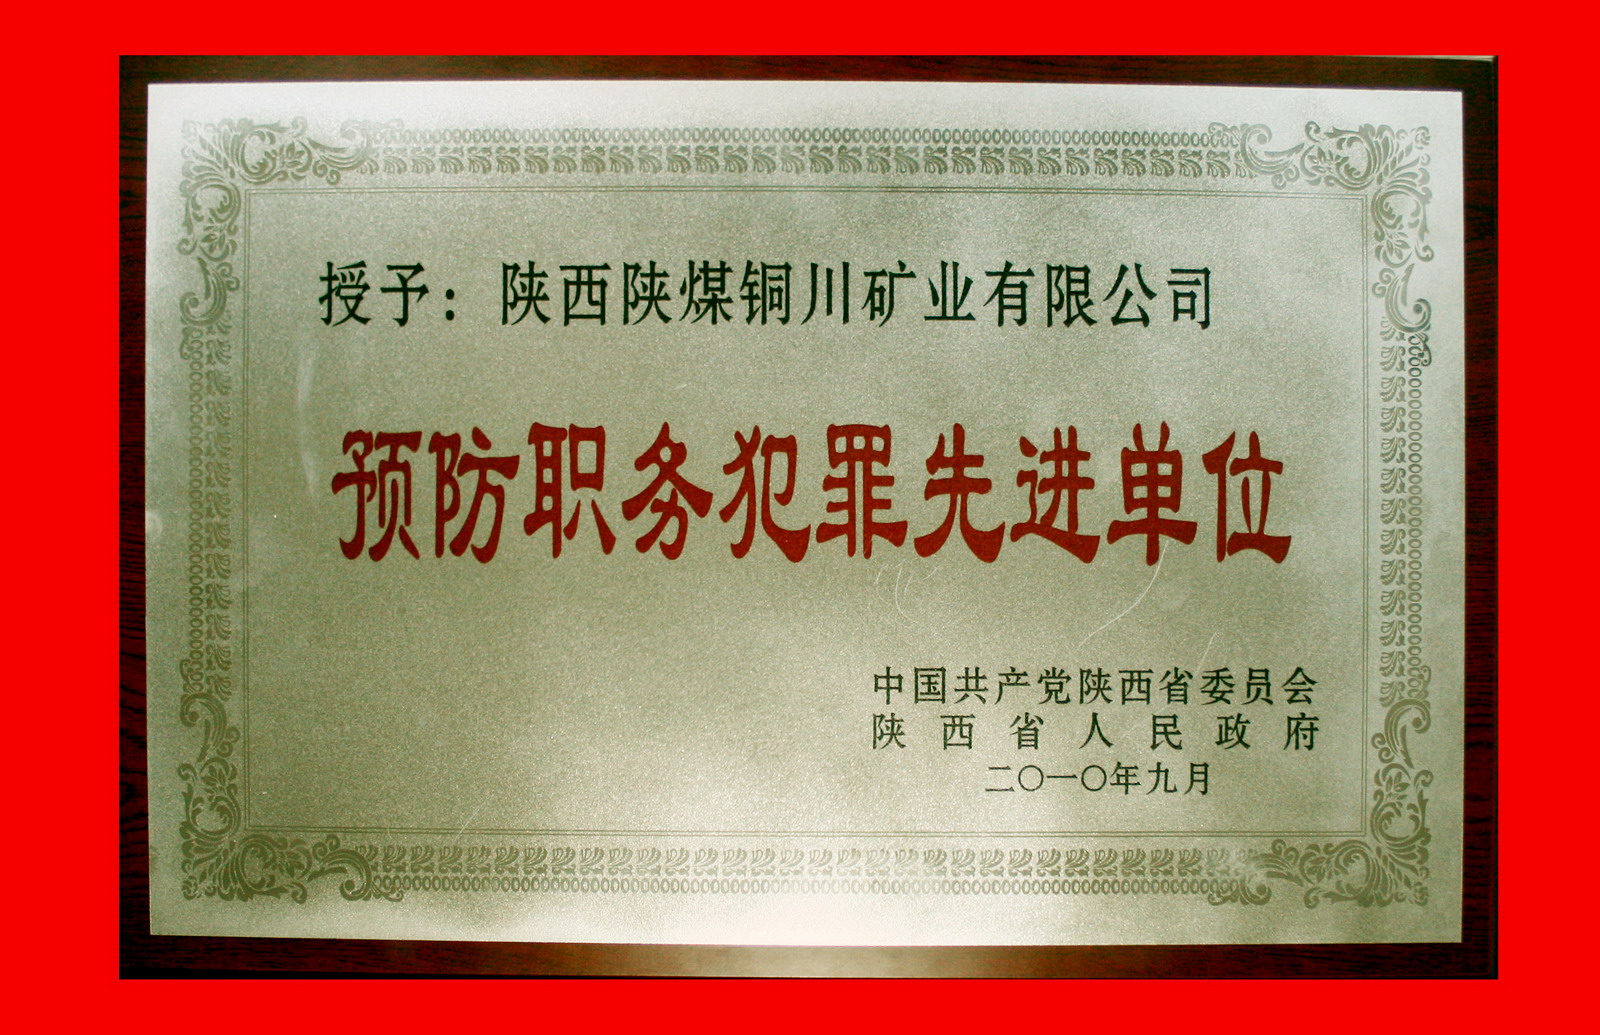 授予：陕西陕煤铜川矿业有限公司
预防职务犯罪先进单位
中国共产党陕西省委员会
陕西省人民政府
二〇一〇年九月